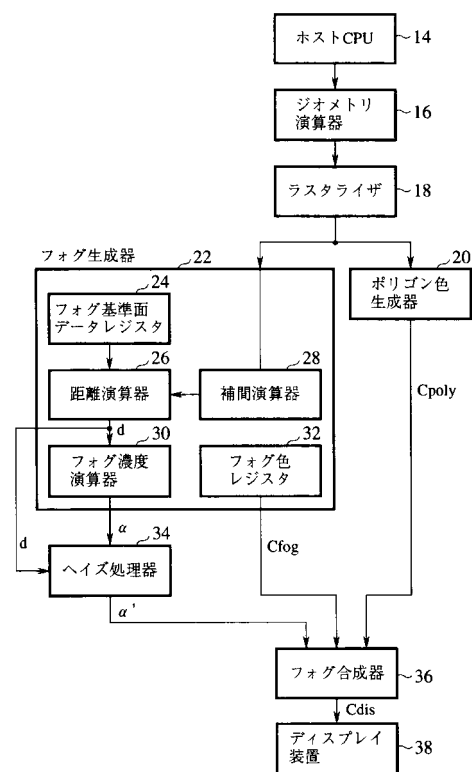 ホストCPU
14
ジオメトリ
演算器
16
ラスタライザ
18
フォグ生成器
22
ポリゴン色
生成器
20
フォグ基準面
データレジスタ
24
距離演算器
26
補間演算器
28
Cpoly
d
フォグ濃度
演算器
30
フォグ色
レジスタ
32
d
α
Cfog
ヘイズ処理器
34
α'
フォグ合成器
36
Cdis
ディスプレイ
装置
38